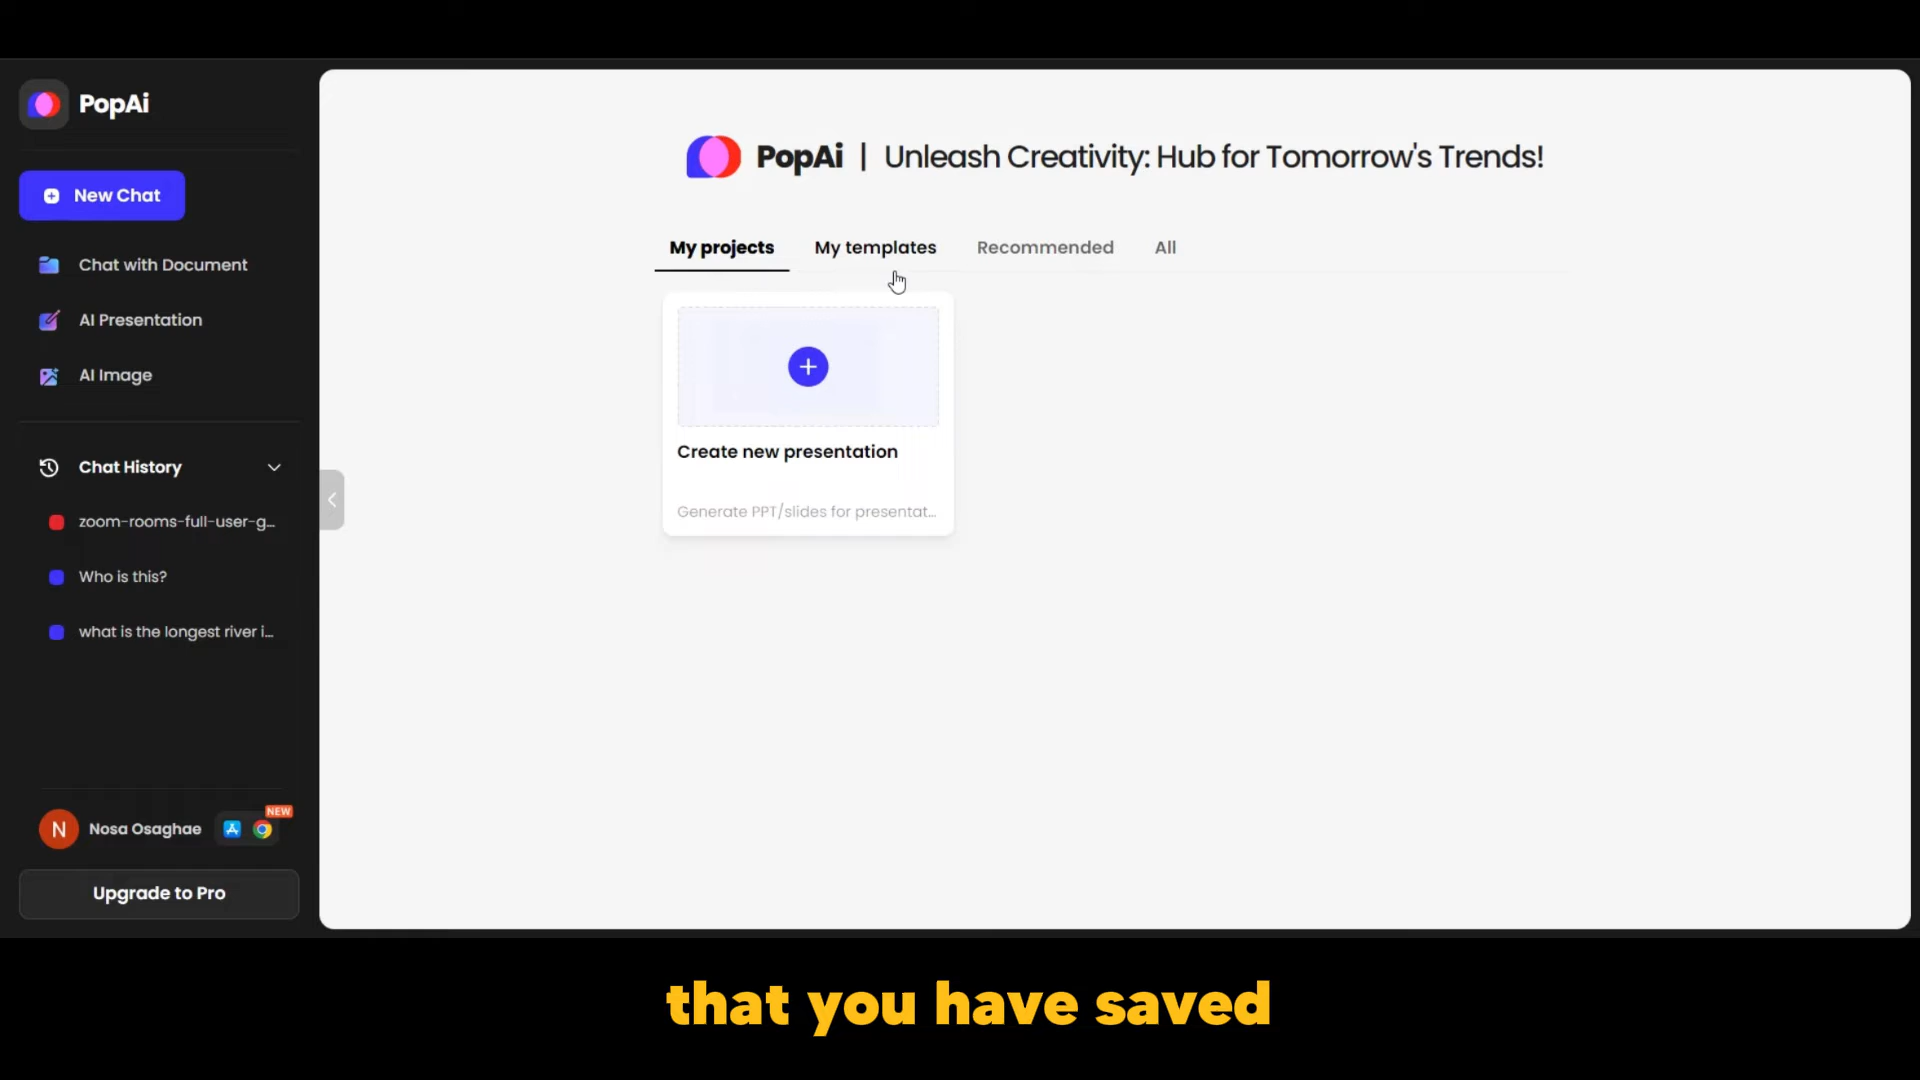 PopAi
New Chat
Chat with Document
AI Presentation
AI Image
Chat History
zoom-rooms-full-user-g...
Who is this?
what is the longest river i...
N Nosa Osaghae NEW
Upgrade to Pro
PopAi | Unleash Creativity: Hub for Tomorrow's Trends!
My projects My templates Recommended All
Create new presentation
Generate PPT/slides for presentat...
that you have saved